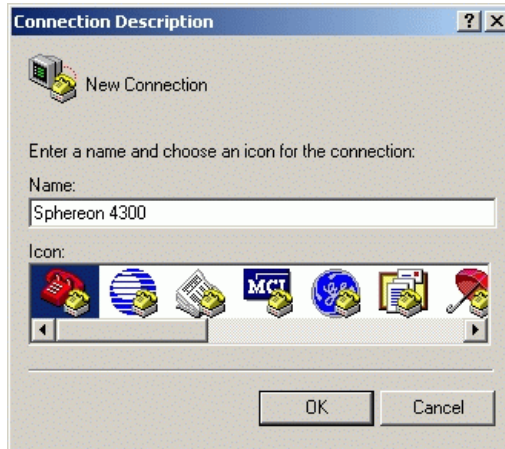 Connection Description
New Connection
Enter a name and choose an icon for the connection:
Name:
Sphereon 4300
Icon:
MCI
OK Cancel